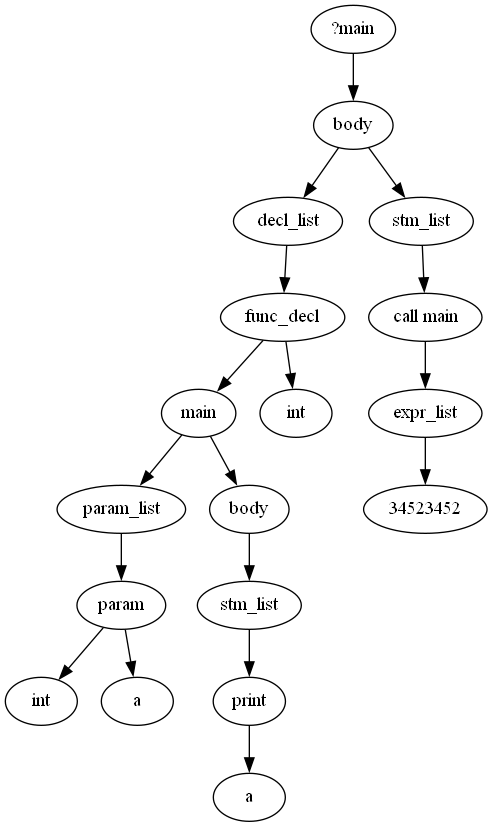 ?main
body
decl_list
stm_list
func_decl
call main
main
int
expr_list
param_list
body
34523452
param
stm_list
int
a
print
a